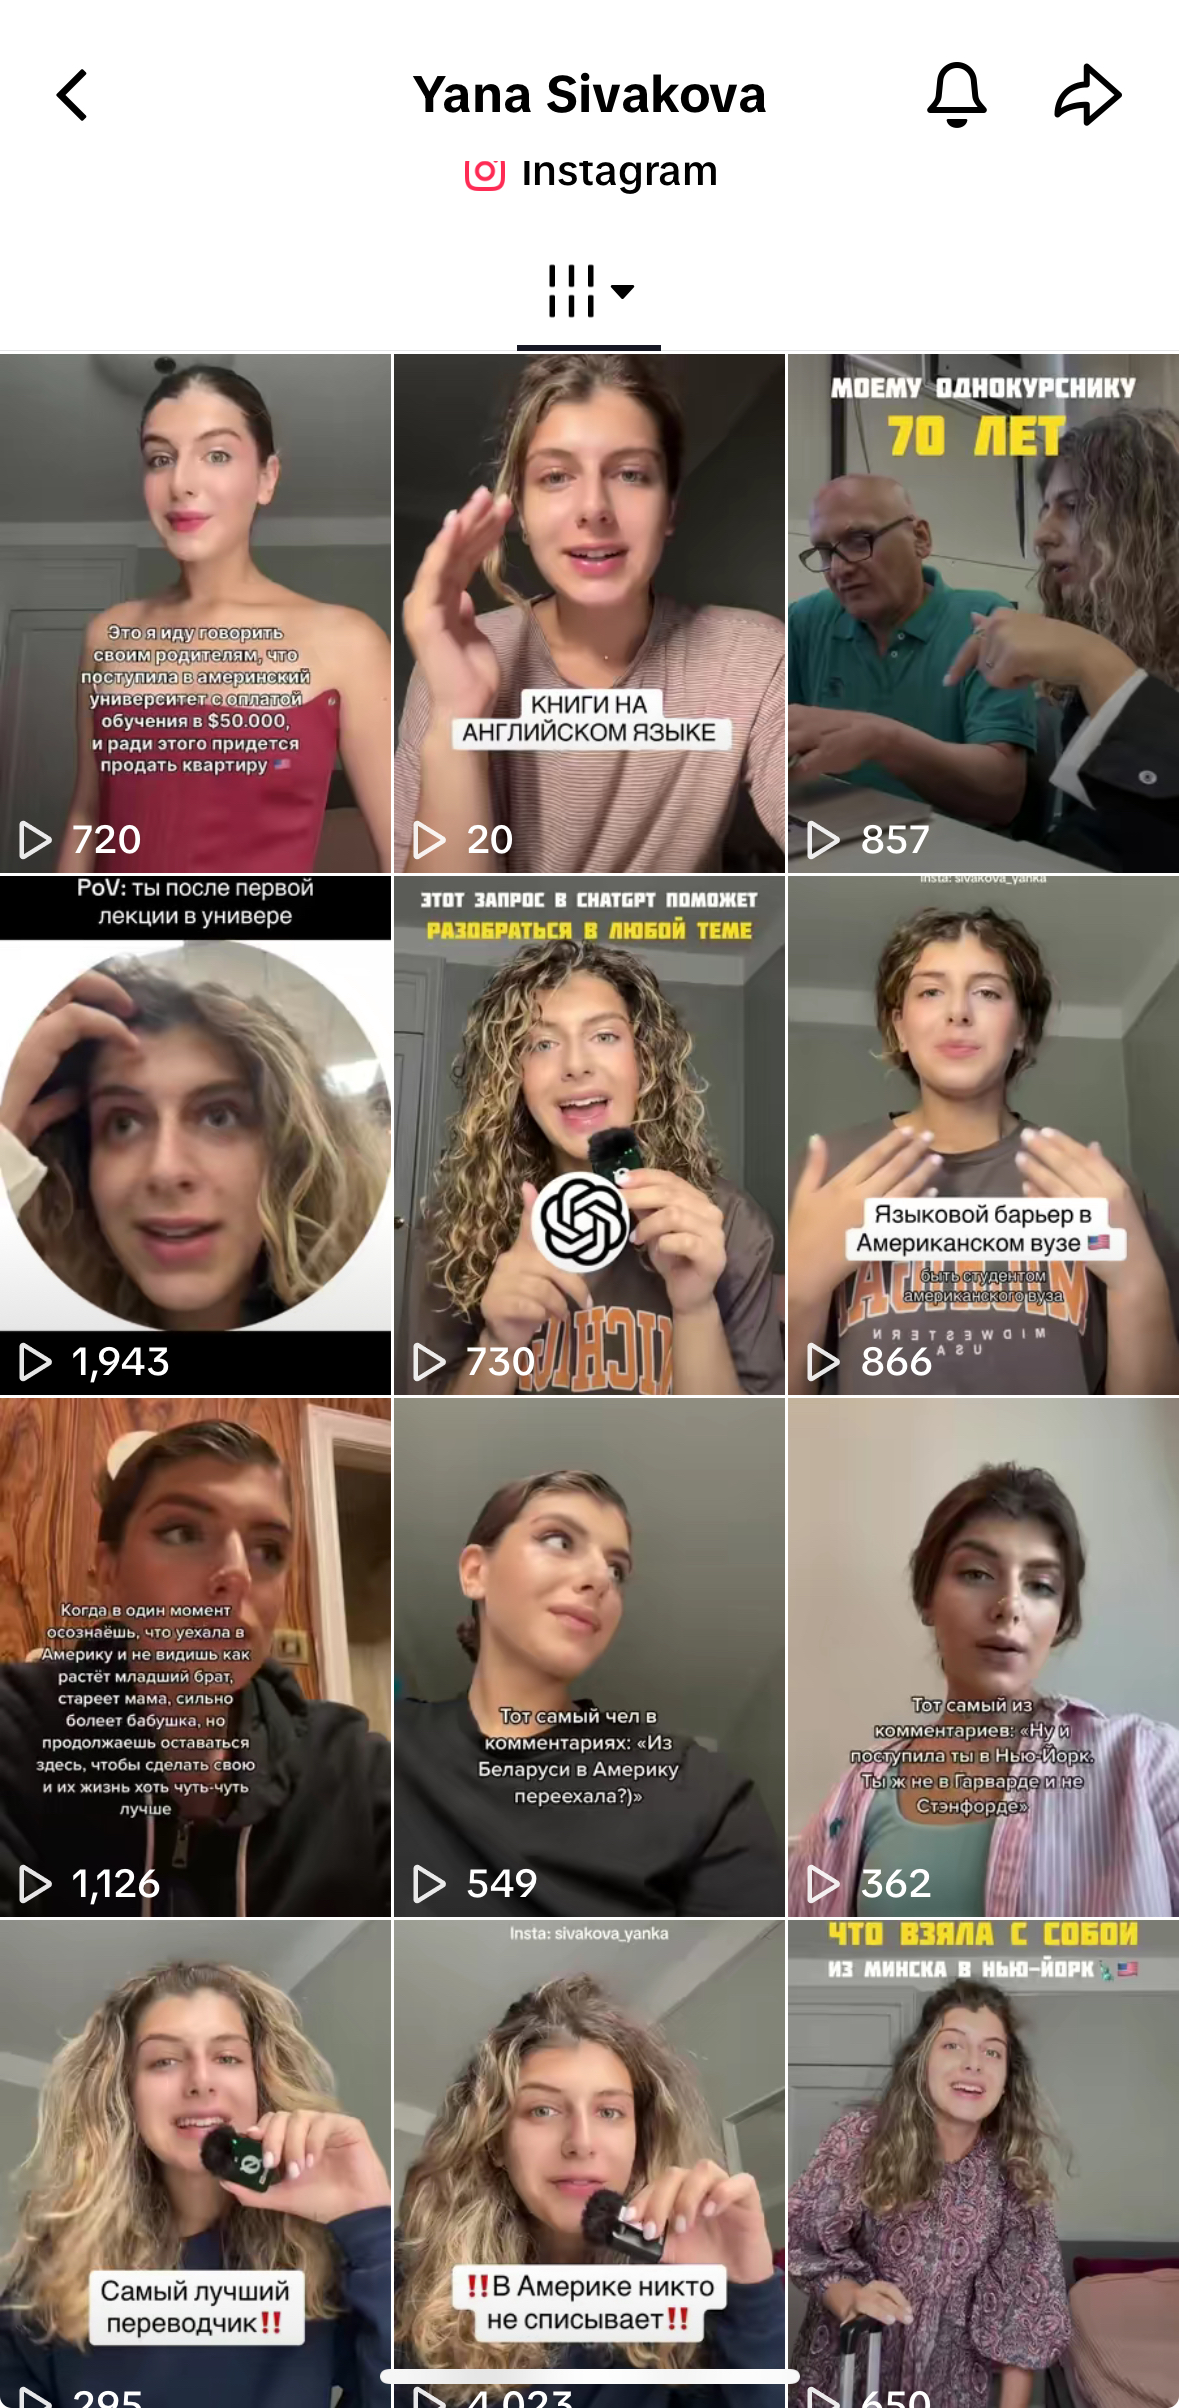 Yana Sivakova
Instagram
Это я иду говорить
своим родителям, что
поступила в американский
университет с оплатой
обучения в $50.000,
и ради этого придется
продать квартиру 🇺🇸
720
КНИГИ НА
АНГЛИЙСКОМ ЯЗЫКЕ
20
МОЕМУ ОДНОКУРСНИКУ
70 ЛЕТ
857
PoV: ты после первой
лекции в универе
1,943
ЭТОТ ЗАПРОС В CHATGPT ПОМОЖЕТ
РАЗОБРАТЬСЯ В ЛЮБОЙ ТЕМЕ
730
Insta: sivakova_yanka
Языковой барьер в
Американском вузе 🇺🇸
быть студентом
американского вуза
MIDWESTERN
USA
866
Когда в один момент
осознаёшь, что уехала в
Америку и не видишь как
растёт младший брат,
стареет мама, сильно
болеет бабушка, но
продолжаешь оставаться
здесь, чтобы сделать свою
и их жизнь хоть чуть-чуть
лучше
1,126
Тот самый чел в
комментариях: «Из
Беларуси в Америку
переехала?)»
549
Тот самый из
комментариев: «Ну и
поступила ты в Нью-Йорк.
Ты ж не в Гарварде и не
Стэнфорде»
362
Самый лучший
переводчик‼️
295
Insta: sivakova_yanka
‼️В Америке никто
не списывает‼️
4,023
ЧТО ВЗЯЛА С СОБОЙ
ИЗ МИНСКА В НЬЮ-ЙОРК🗽🇺🇸
650